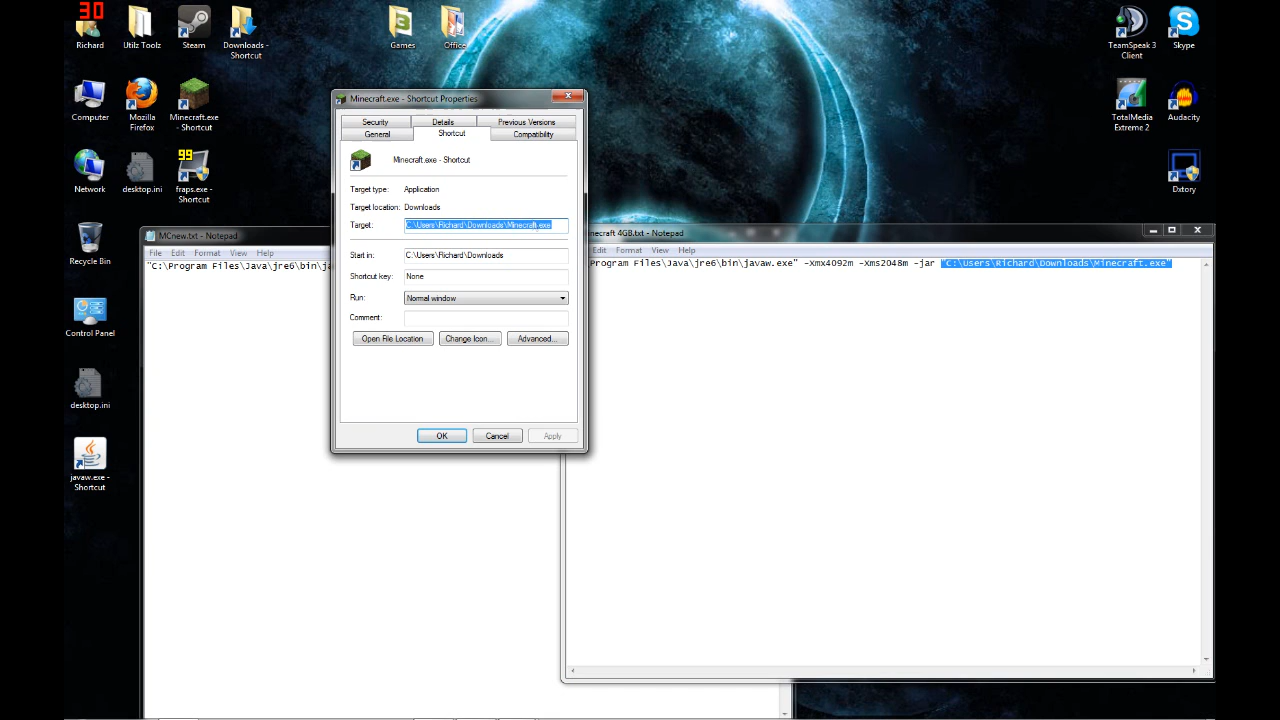 30
Richard
Utilz Toolz
Steam
Downloads -
Shortcut
Games
Office
TeamSpeak 3
Client
Skype
Computer
Mozilla
Firefox
Minecraft.exe
- Shortcut
TotalMedia
Extreme 2
Audacity
Network
desktop.ini
99
fraps.exe -
Shortcut
Dxtory
Recycle Bin
Control Panel
desktop.ini
javaw.exe -
Shortcut
Minecraft.exe - Shortcut Properties
Security
Details
Previous Versions
General
Shortcut
Compatibility
Minecraft.exe - Shortcut
Target type: Application
Target location: Downloads
Target: C:\Users\Richard\Downloads\Minecraft.exe
Start in: C:\Users\Richard\Downloads
Shortcut key: None
Run: Normal window
Comment:
Open File Location
Change Icon...
Advanced...
OK
Cancel
Apply
MCnew.txt - Notepad
File Edit Format View Help
"C:\Program Files\Java\jre6\bin\ja
necraft 4GB.txt - Notepad
Edit Format View Help
Program Files\Java\jre6\bin\javaw.exe" -Xmx4092m -Xms2048m -jar "C:\Users\Richard\Downloads\Minecraft.exe"